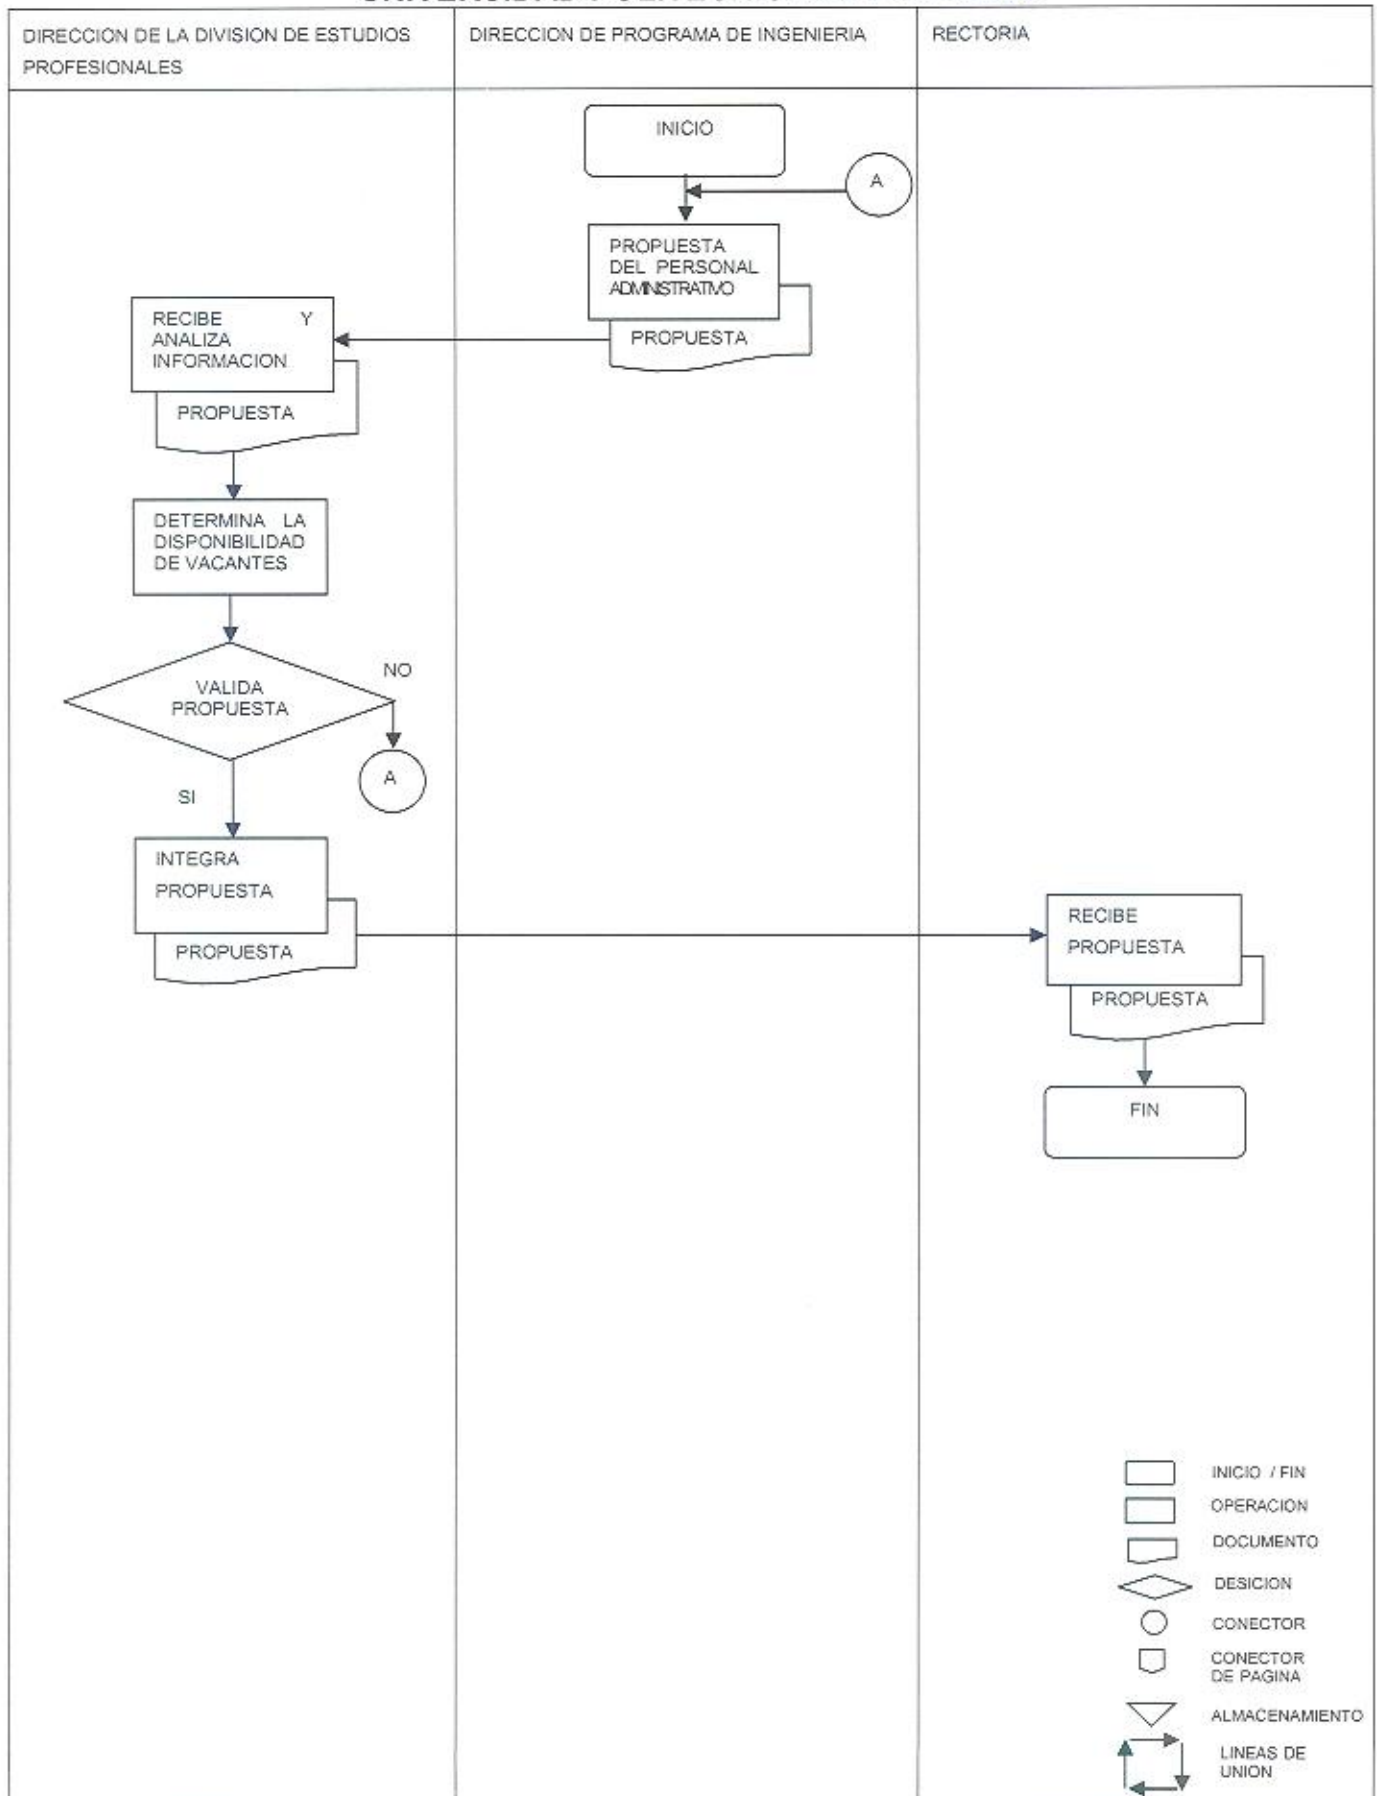 DIRECCION DE LA DIVISION DE ESTUDIOS
PROFESIONALES
DIRECCION DE PROGRAMA DE INGENIERIA
RECTORIA
INICIO
A
PROPUESTA
DEL PERSONAL
ADMINISTRATIVO
PROPUESTA
RECIBE Y
ANALIZA
INFORMACION
PROPUESTA
DETERMINA LA
DISPONIBILIDAD
DE VACANTES
VALIDA
PROPUESTA
NO
A
SI
INTEGRA
PROPUESTA
PROPUESTA
RECIBE
PROPUESTA
PROPUESTA
FIN
INICIO / FIN
OPERACION
DOCUMENTO
DESICION
CONECTOR
CONECTOR
DE PAGINA
ALMACENAMIENTO
LINEAS DE
UNION